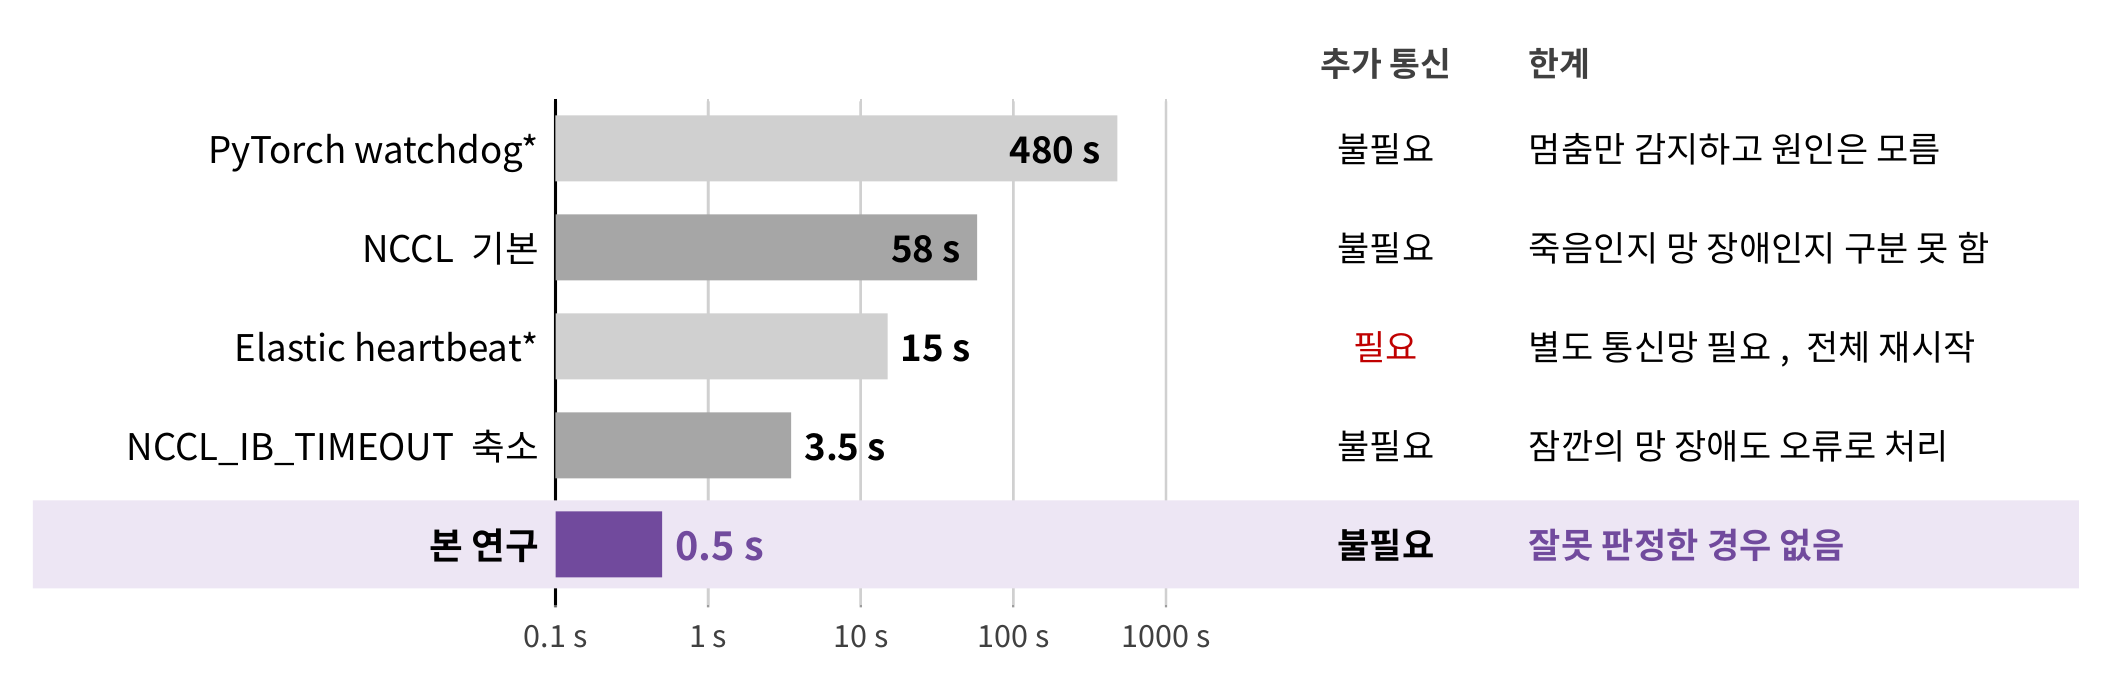 추가 통신 한계
PyTorch watchdog* 480 s 불필요 멈춤만 감지하고 원인은 모름
NCCL 기본 58 s 불필요 죽음인지 망 장애인지 구분 못 함
Elastic heartbeat* 15 s 필요 별도 통신망 필요 , 전체 재시작
NCCL_IB_TIMEOUT 축소 3.5 s 불필요 잠깐의 망 장애도 오류로 처리
본 연구 0.5 s 불필요 잘못 판정한 경우 없음
0.1 s 1 s 10 s 100 s 1000 s